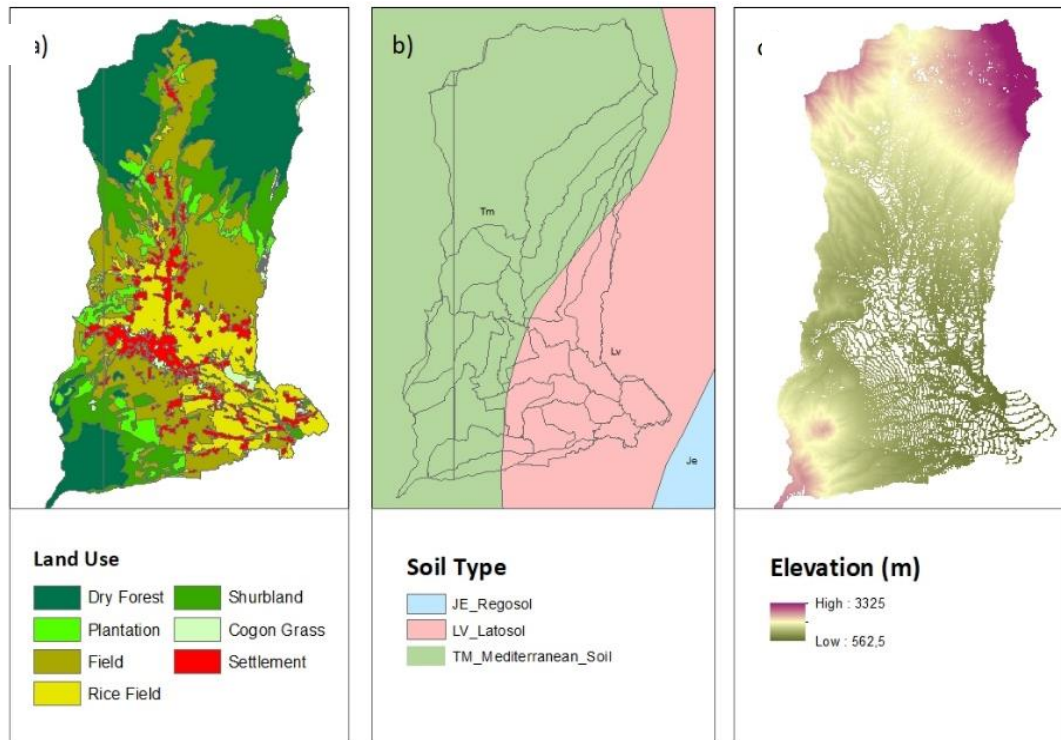 a)
b)
c
Tm
Lv
Je
Land Use
Dry Forest
Shurbland
Plantation
Cogon Grass
Field
Settlement
Rice Field
Soil Type
JE_Regosol
LV_Latosol
TM_Mediterranean_Soil
Elevation (m)
High : 3325
Low : 562,5